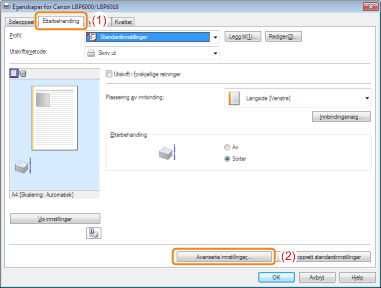 Egenskaper for Canon LBP6000/LBP6018
Sideoppsett Etterbehandling (1) Kvalitet
Profil: Standardinnstillinger Legg til(1)... Rediger(2)...
Utskriftsmetode: Skriv ut
Utskrift i forskjellige retninger
Plassering av innbinding: Langside [Venstre]
Innbindingsmarg...
Etterbehandling
Av
Sorter
A4 [Skalering: Automatisk]
Vis innstillinger
(2)
Avanserte innstillinger... opprett standardinnstillinger
OK Avbryt Hjelp